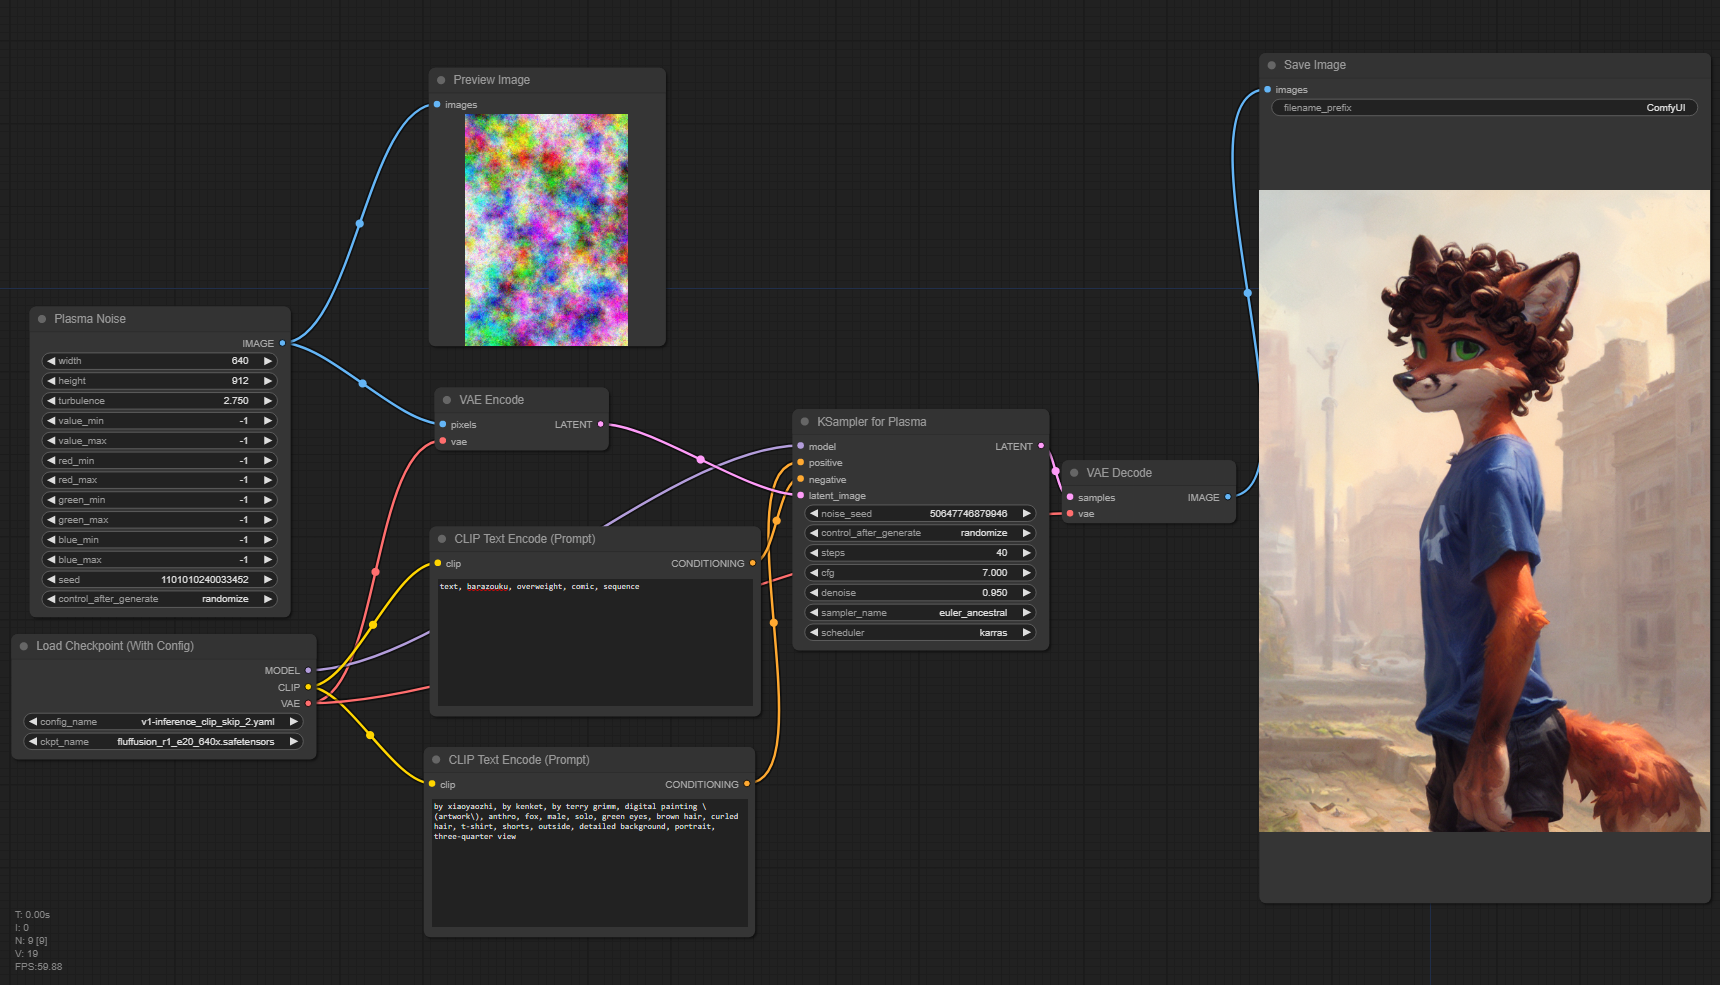 Preview Image
images
Save Image
images
filename_prefix ComfyUI
Plasma Noise
IMAGE
width 640
height 912
turbulence 2.750
value_min -1
value_max -1
red_min -1
red_max -1
green_min -1
green_max -1
blue_min -1
blue_max -1
seed 1101010240033452
control_after_generate randomize
VAE Encode
pixels LATENT
vae
KSampler for Plasma
model LATENT
positive
negative
latent_image
noise_seed 50647746879946
control_after_generate randomize
steps 40
cfg 7.000
denoise 0.950
sampler_name euler_ancestral
scheduler karras
VAE Decode
samples IMAGE
vae
CLIP Text Encode (Prompt)
clip CONDITIONING
text, barazouku, overweight, comic, sequence
Load Checkpoint (With Config)
MODEL
CLIP
VAE
config_name v1-inference_clip_skip_2.yaml
ckpt_name fluffusion_r1_e20_640x.safetensors
CLIP Text Encode (Prompt)
clip CONDITIONING
by xiaoyaozhi, by kenket, by terry grimm, digital painting \
(artwork\), anthro, fox, male, solo, green eyes, brown hair, curled
hair, t-shirt, shorts, outside, detailed background, portrait,
three-quarter view
T: 0.00s
I: 0
N: 9 [9]
V: 19
FPS:59.88